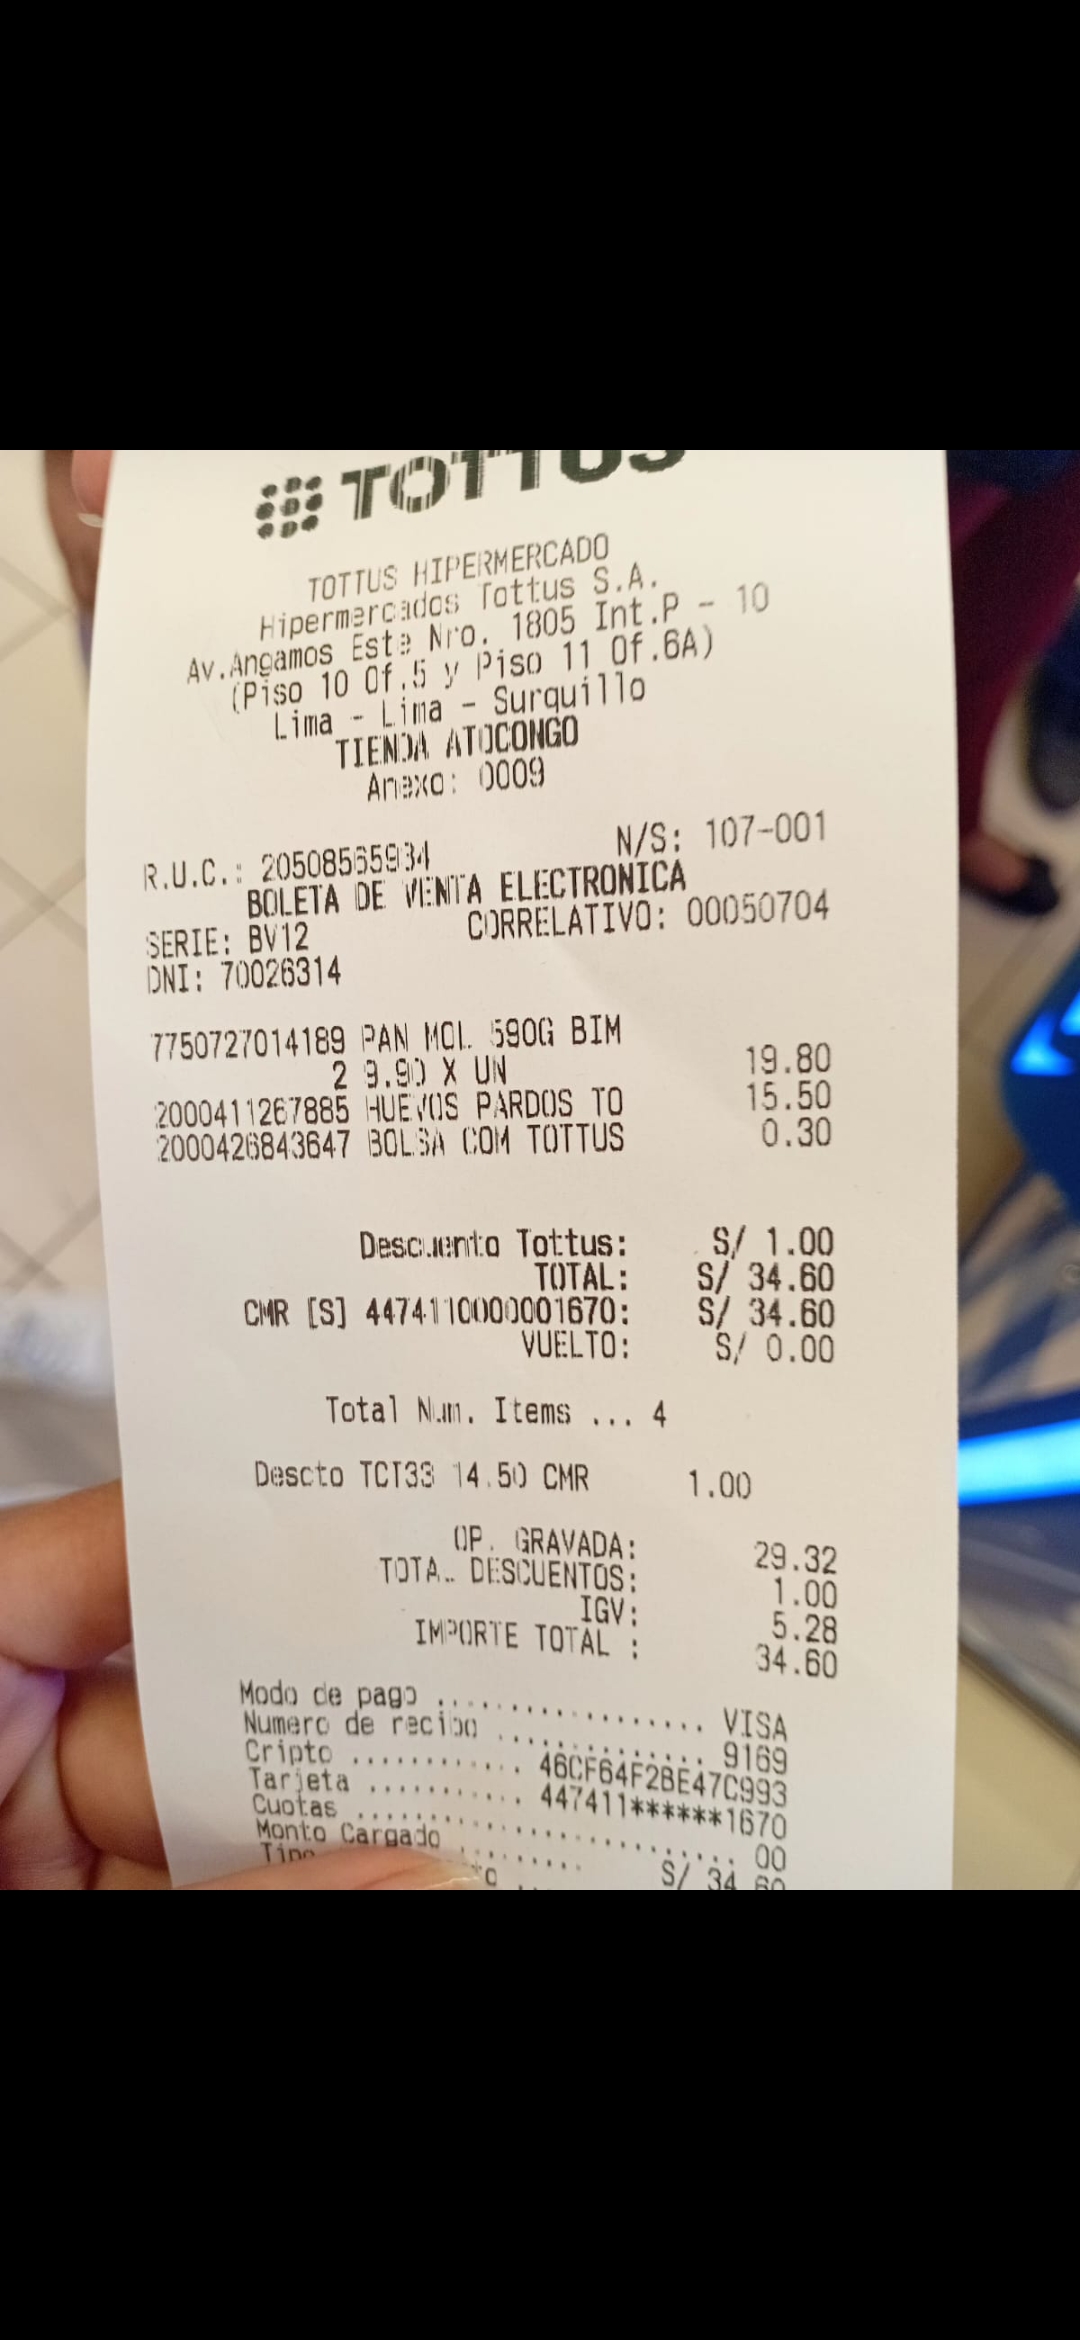 TOTTUS
TOTTUS HIPERMERCADO
Hipermercados Tottus S.A.
Av.Angamos Este Nro. 1805 Int.P - 10
(Piso 10 Of.5 y Piso 11 Of.6A)
Lima - Lima - Surquillo
TIENDA ATOCONGO
Anexo: 0009
R.U.C.: 20508565934 N/S: 107-001
BOLETA DE VENTA ELECTRONICA
SERIE: BV12 CORRELATIVO: 00050704
DNI: 70026314
7750727014189 PAN MOL 590G BIM
2 9.90 X UN 19.80
2000411267885 HUEVOS PARDOS TO 15.50
2000426843647 BOLSA COM TOTTUS 0.30
Descuento Tottus: S/ 1.00
TOTAL: S/ 34.60
CMR [S] 4474110000001670: S/ 34.60
VUELTO: S/ 0.00
Total Num. Items ... 4
Descto TCT33 14.50 CMR 1.00
OP. GRAVADA: 29.32
TOTAL DESCUENTOS: 1.00
IGV: 5.28
IMPORTE TOTAL : 34.60
Modo de pago .................. VISA
Numero de recibo .............. 9169
Cripto ........... 46CF64F2BE47C993
Tarjeta .......... 447411******1670
Cuotas ........................ 00
Monto Cargado ........ S/ 34.60
Tipo